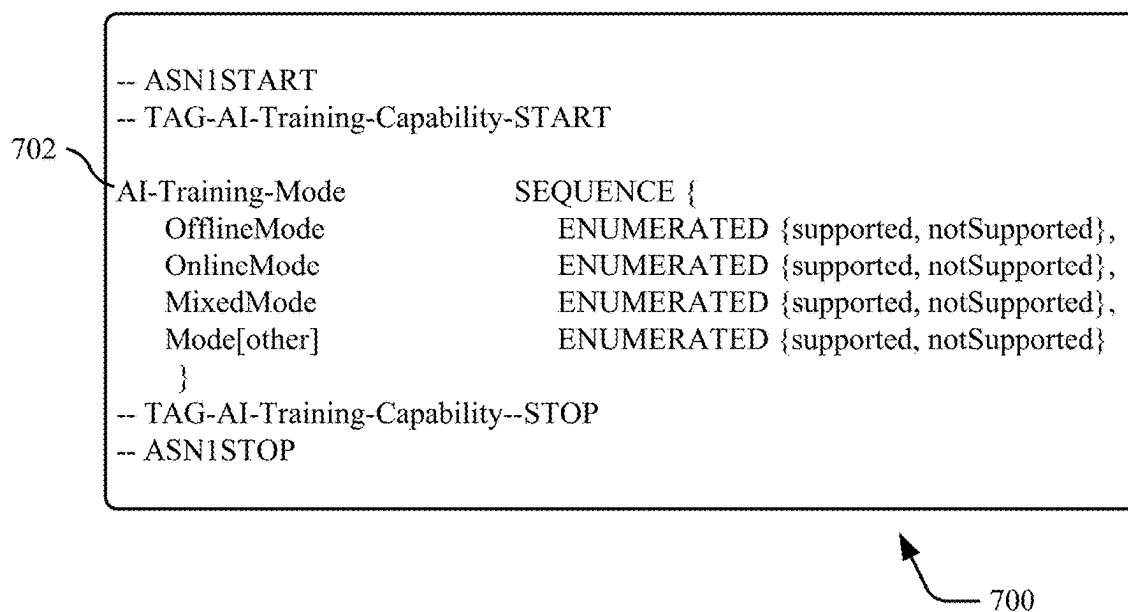 -- ASN1START
-- TAG-AI-Training-Capability-START
702
AI-Training-Mode SEQUENCE {
OfflineMode ENUMERATED {supported, notSupported},
OnlineMode ENUMERATED {supported, notSupported},
MixedMode ENUMERATED {supported, notSupported},
Mode[other] ENUMERATED {supported, notSupported}
}
-- TAG-AI-Training-Capability--STOP
-- ASN1STOP
700